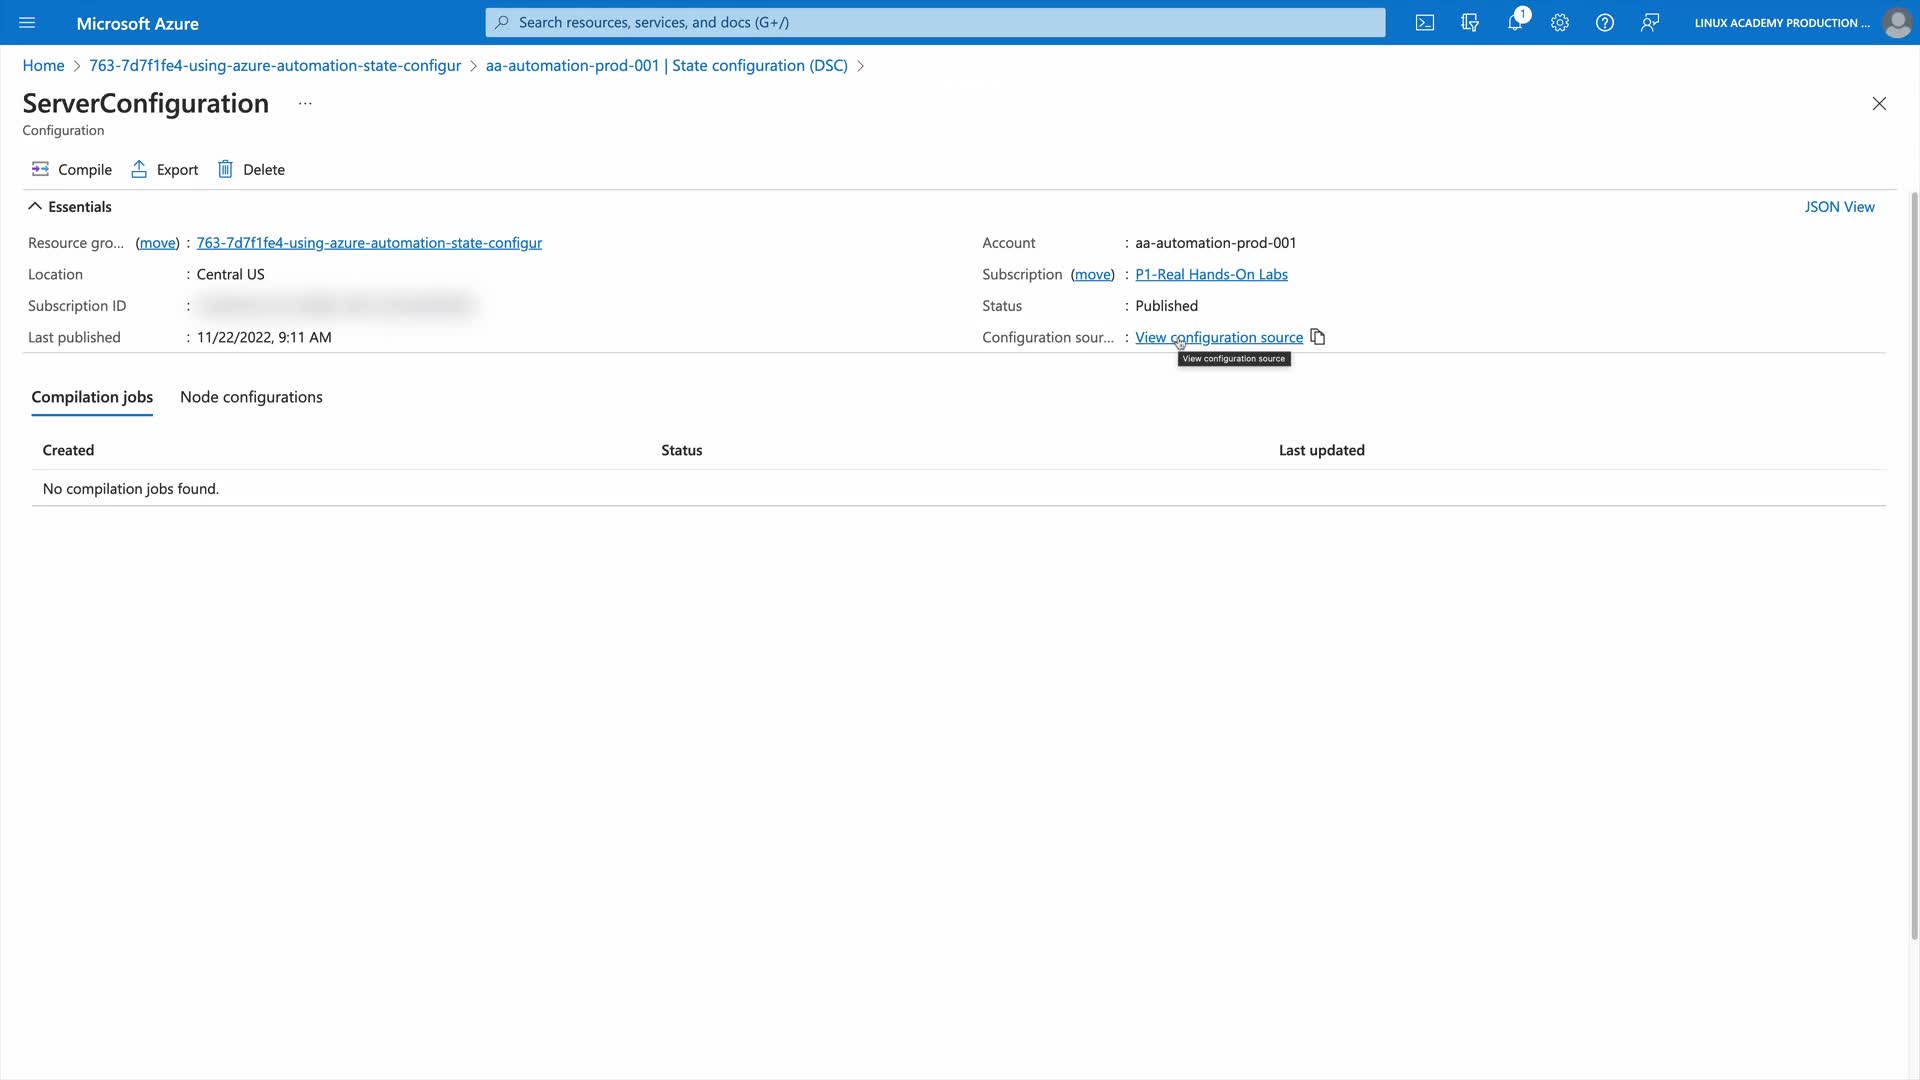 Microsoft Azure
Search resources, services, and docs (G+/)
1
LINUX ACADEMY PRODUCTION ...
Home > 763-7d7f1fe4-using-azure-automation-state-configur > aa-automation-prod-001 | State configuration (DSC) >
ServerConfiguration ...
Configuration
Compile Export Delete
Essentials
JSON View
Resource gro... (move) : 763-7d7f1fe4-using-azure-automation-state-configur
Account : aa-automation-prod-001
Location : Central US
Subscription (move) : P1-Real Hands-On Labs
Subscription ID :
Status : Published
Last published : 11/22/2022, 9:11 AM
Configuration sour... : View configuration source
View configuration source
Compilation jobs Node configurations
Created Status Last updated
No compilation jobs found.